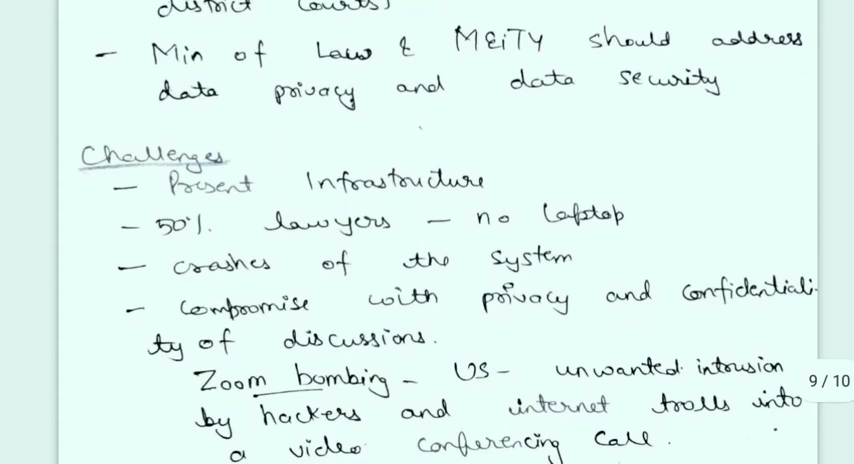 district courts)
- Min of Law & MEiTY should address
data privacy and data security
Challenges
- Present Infrastructure
- 50%. lawyers - no laptop
- crashes of the system
- compromise with privacy and confidentiali-
ty of discussions.
Zoom bombing - US - unwanted intrusion
9 / 10
by hackers and internet trolls into
a video conferencing call.